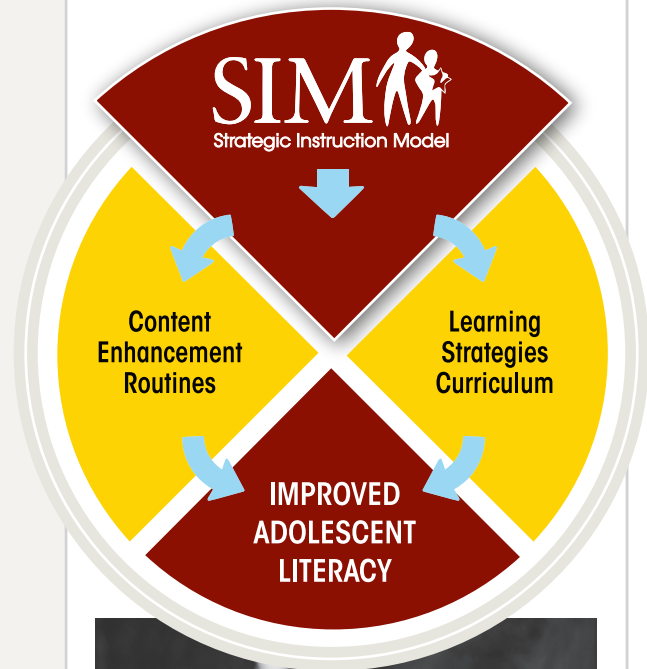 SIM
Strategic Instruction Model
Content
Enhancement
Routines
Learning
Strategies
Curriculum
IMPROVED
ADOLESCENT
LITERACY